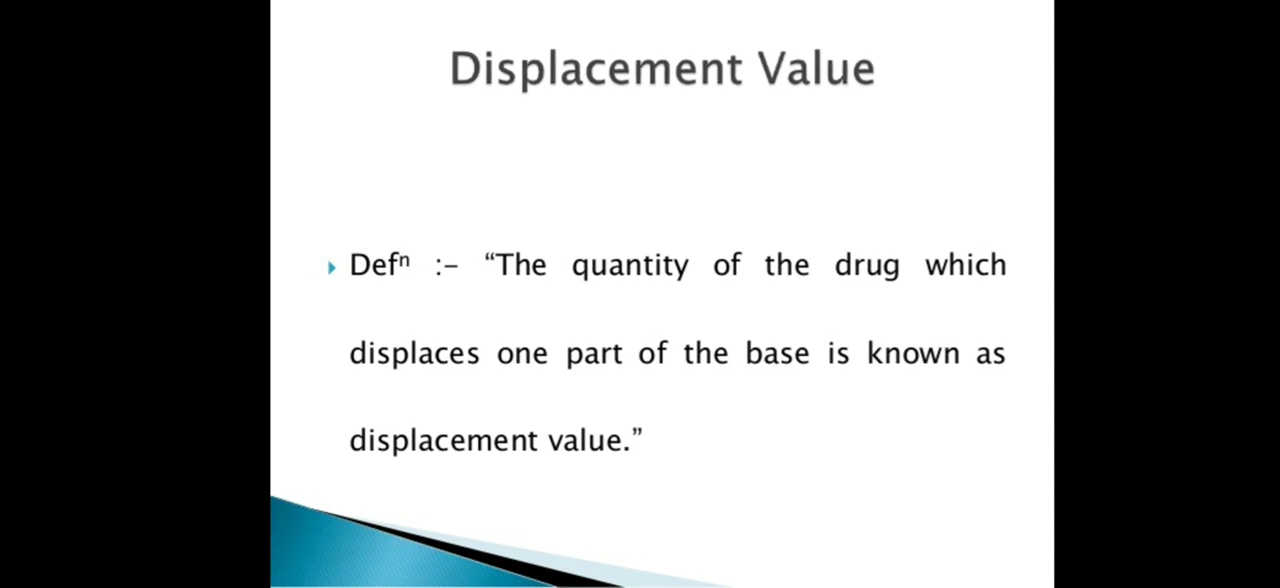 Displacement Value
Defⁿ :- “The quantity of the drug which
displaces one part of the base is known as
displacement value.”